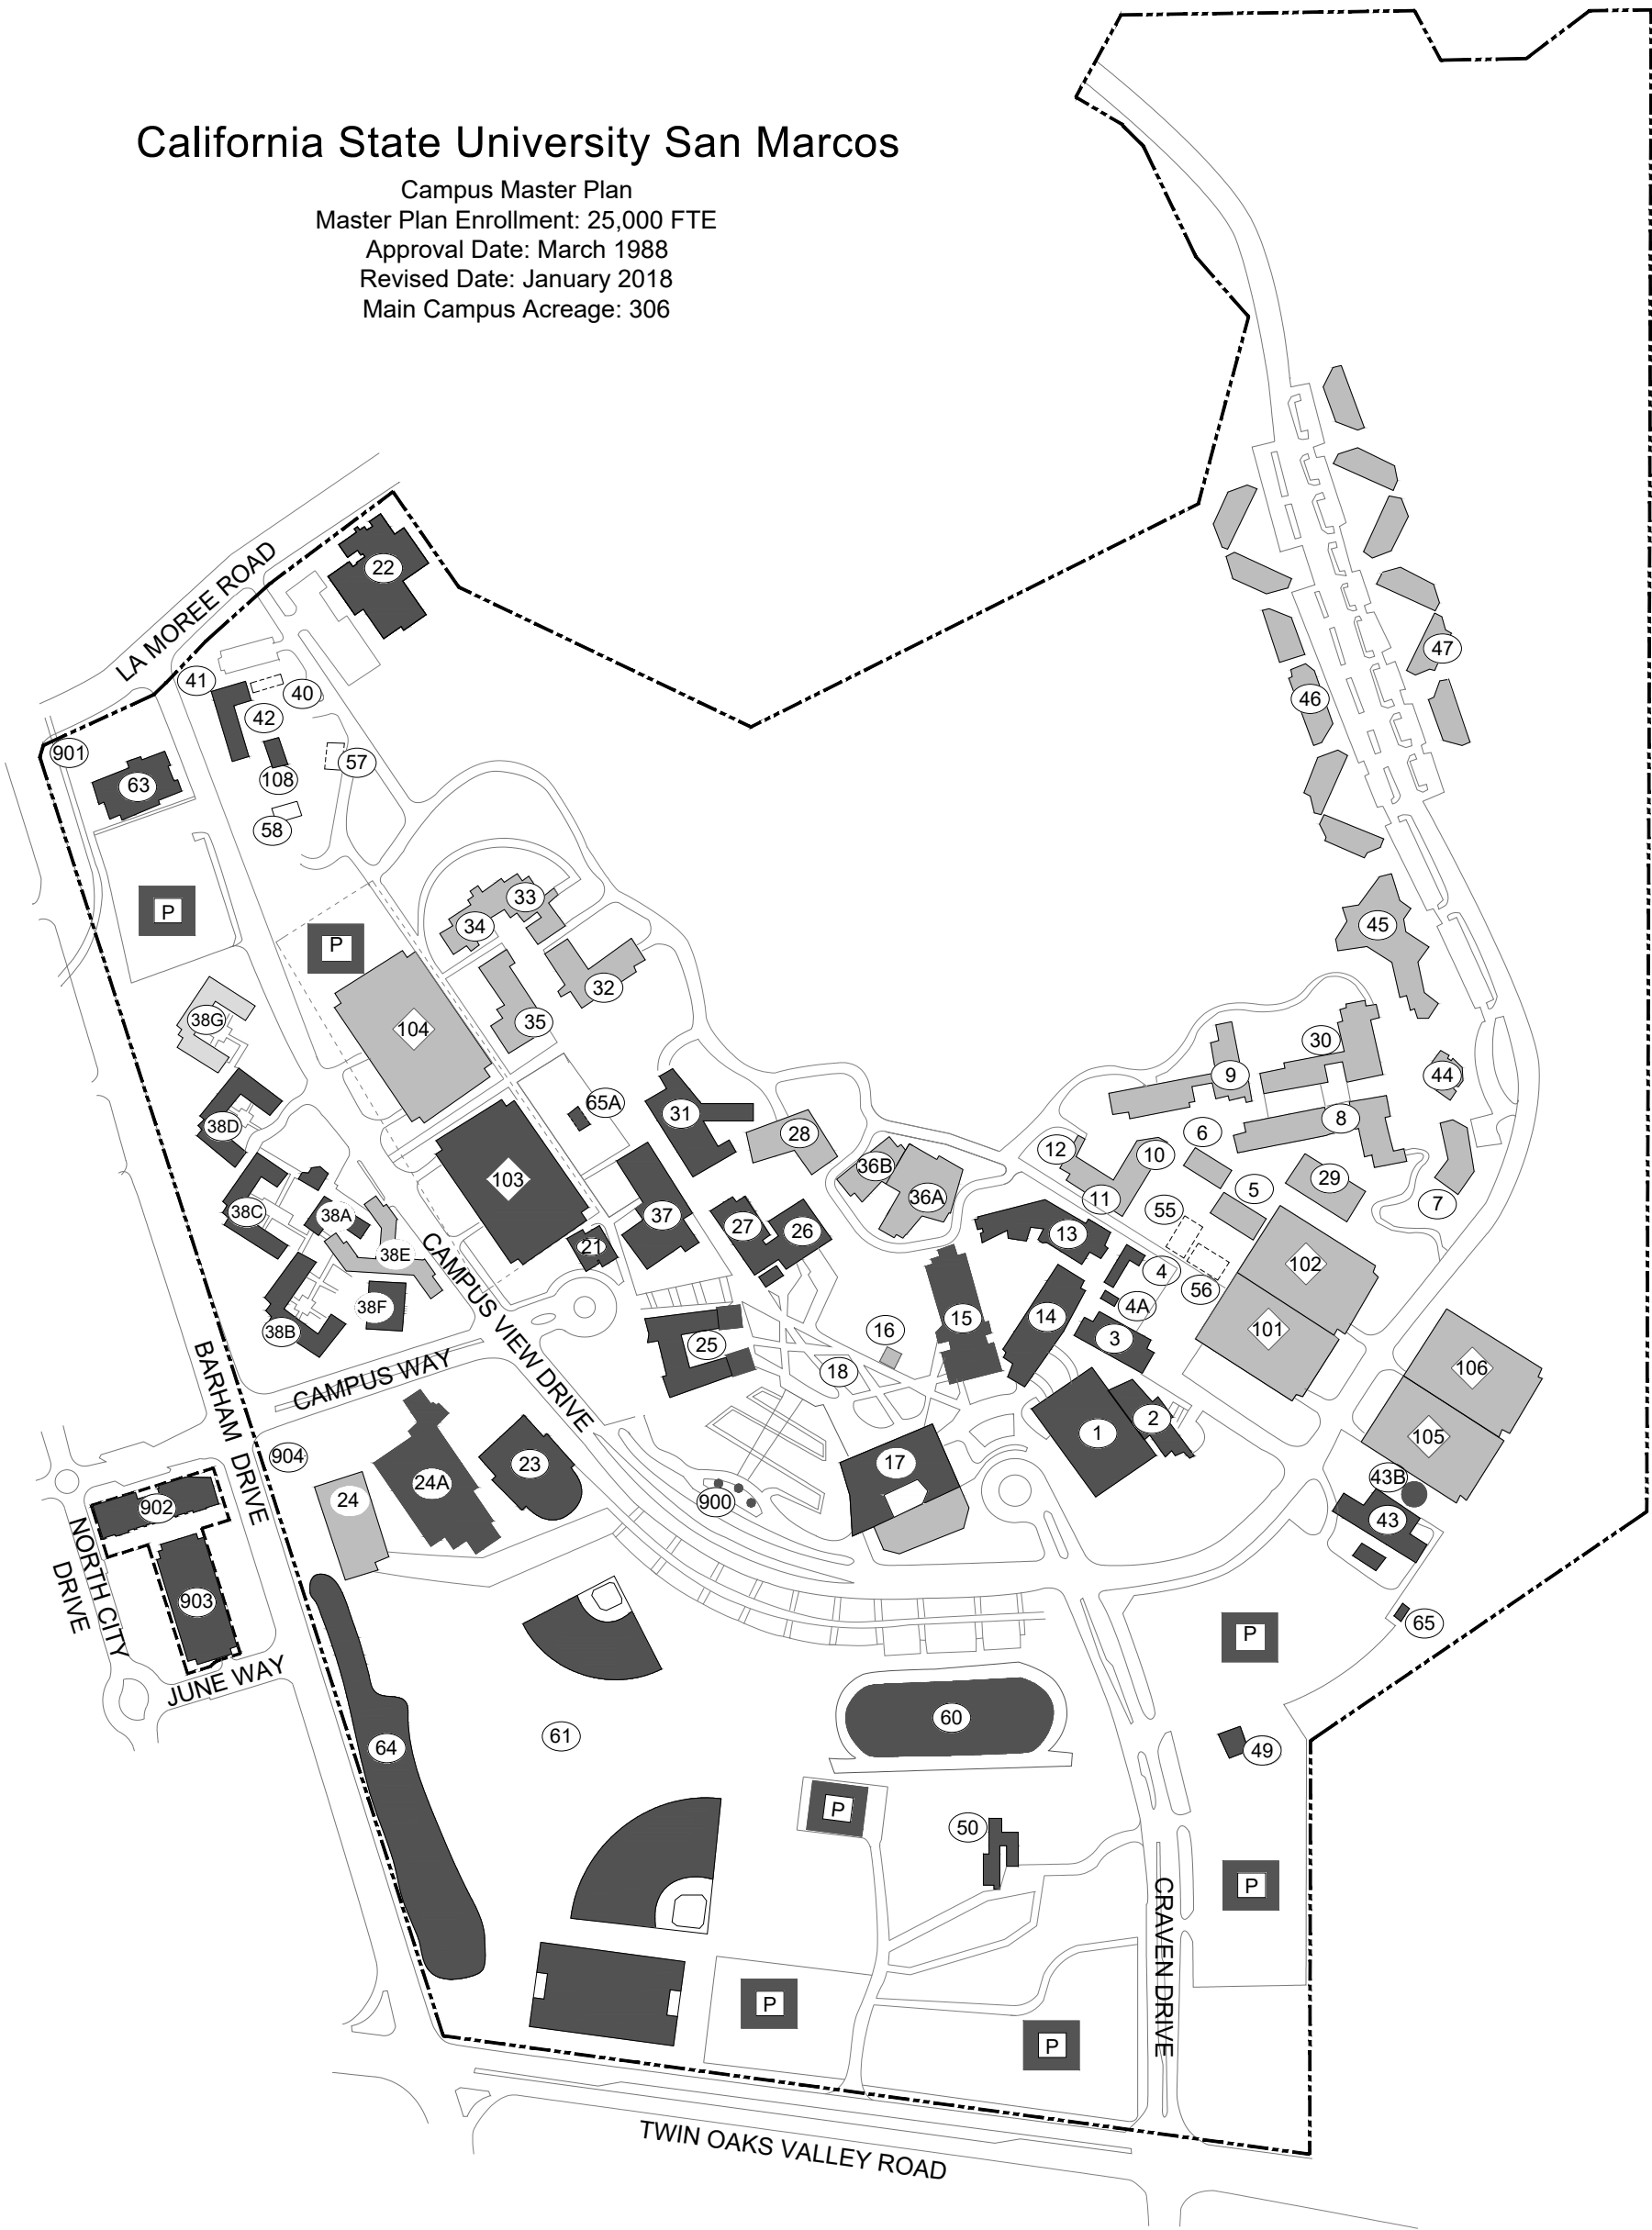 California State University San Marcos
Campus Master Plan
Master Plan Enrollment: 25,000 FTE
Approval Date: March 1988
Revised Date: January 2018
Main Campus Acreage: 306
LA MOREE ROAD
22
41
40
42
901
63
108
57
58
47
46
P
P
33
34
32
35
45
38G
104
30
9
44
38D
65A
31
28
8
6
12
10
103
36B
36A
5
29
7
11
38C
38A
37
27
26
55
13
21
38E
4
56
102
38F
38B
4A
CAMPUS VIEW DRIVE
25
16
15
14
3
101
18
106
CAMPUS WAY
BARHAM DRIVE
1
2
105
904
23
17
24A
43B
24
900
902
43
NORTH CITY
DRIVE
903
65
P
JUNE WAY
60
61
64
49
P
50
P
CRAVEN DRIVE
P
P
TWIN OAKS VALLEY ROAD